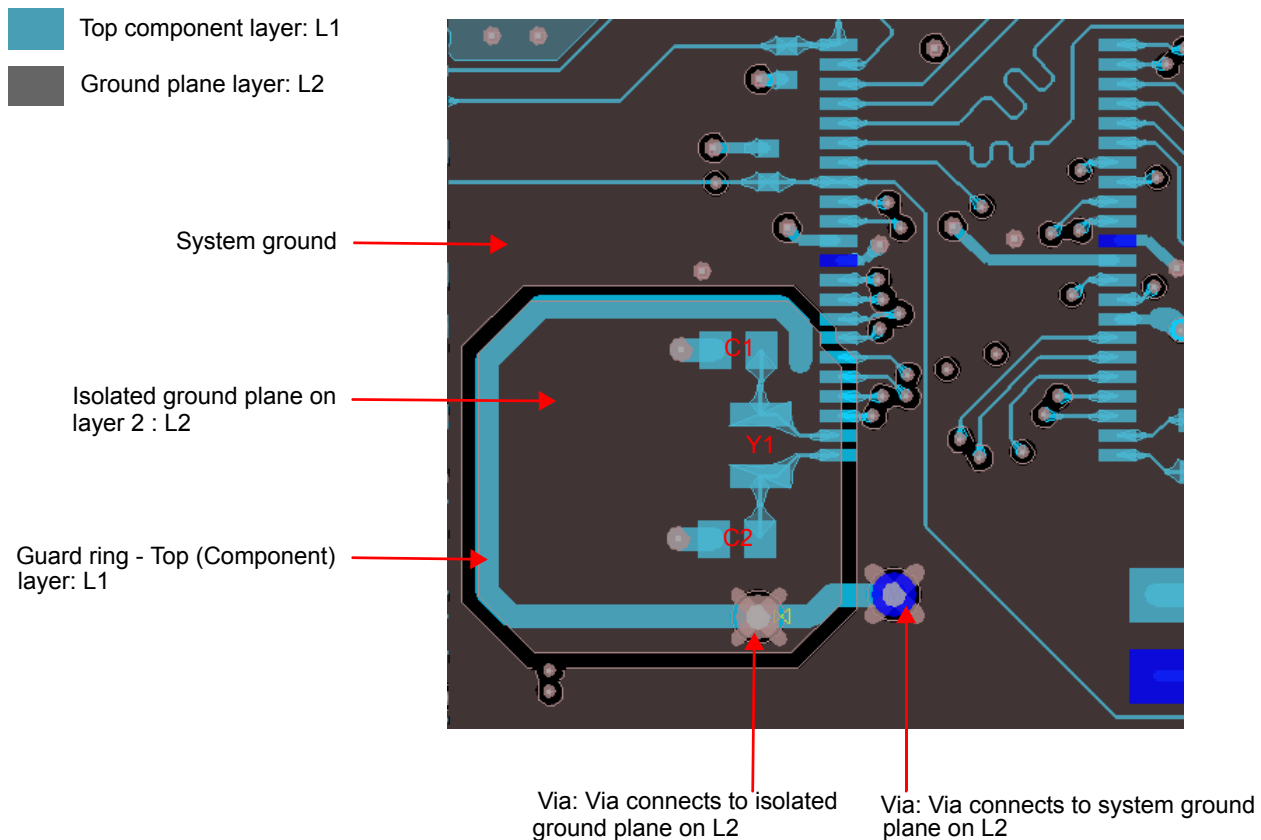 Top component layer: L1
Ground plane layer: L2
System ground
C1
Isolated ground plane on
layer 2 : L2
Y1
C2
Guard ring - Top (Component)
layer: L1
Via: Via connects to isolated
ground plane on L2
Via: Via connects to system ground
plane on L2